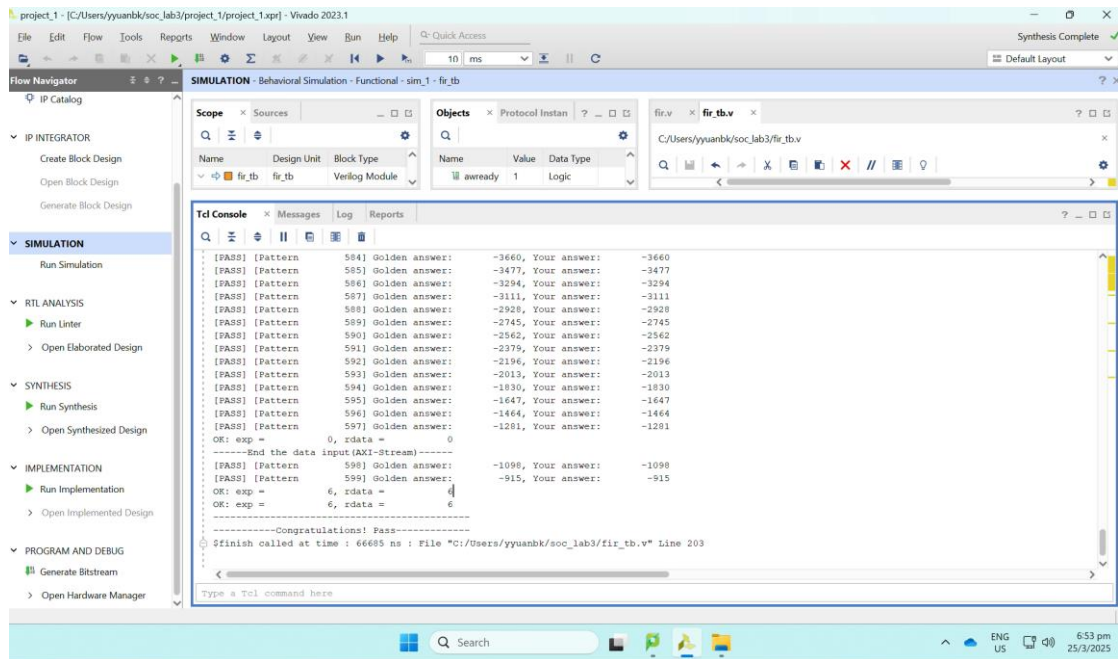 project_1 - [C:/Users/yyuanbk/soc_lab3/project_1/project_1.xpr] - Vivado 2023.1
File Edit Flow Tools Reports Window Layout View Run Help Q- Quick Access Synthesis Complete
10 ms Default Layout
Flow Navigator SIMULATION - Behavioral Simulation - Functional - sim_1 - fir_tb
IP Catalog
IP INTEGRATOR
Create Block Design
Open Block Design
Generate Block Design
SIMULATION
Run Simulation
RTL ANALYSIS
Run Linter
Open Elaborated Design
SYNTHESIS
Run Synthesis
Open Synthesized Design
IMPLEMENTATION
Run Implementation
Open Implemented Design
PROGRAM AND DEBUG
Generate Bitstream
Open Hardware Manager
Scope Sources
Name Design Unit Block Type
fir_tb fir_tb Verilog Module
Objects Protocol Instan
Name Value Data Type
awready 1 Logic
fir.v fir_tb.v
C:/Users/yyuanbk/soc_lab3/fir_tb.v
Tcl Console Messages Log Reports
[PASS] [Pattern 584] Golden answer: -3660, Your answer: -3660
[PASS] [Pattern 585] Golden answer: -3477, Your answer: -3477
[PASS] [Pattern 586] Golden answer: -3294, Your answer: -3294
[PASS] [Pattern 587] Golden answer: -3111, Your answer: -3111
[PASS] [Pattern 588] Golden answer: -2928, Your answer: -2928
[PASS] [Pattern 589] Golden answer: -2745, Your answer: -2745
[PASS] [Pattern 590] Golden answer: -2562, Your answer: -2562
[PASS] [Pattern 591] Golden answer: -2379, Your answer: -2379
[PASS] [Pattern 592] Golden answer: -2196, Your answer: -2196
[PASS] [Pattern 593] Golden answer: -2013, Your answer: -2013
[PASS] [Pattern 594] Golden answer: -1830, Your answer: -1830
[PASS] [Pattern 595] Golden answer: -1647, Your answer: -1647
[PASS] [Pattern 596] Golden answer: -1464, Your answer: -1464
[PASS] [Pattern 597] Golden answer: -1281, Your answer: -1281
OK: exp = 0, rdata = 0
------End the data input(AXI-Stream)------
[PASS] [Pattern 598] Golden answer: -1098, Your answer: -1098
[PASS] [Pattern 599] Golden answer: -915, Your answer: -915
OK: exp = 6, rdata = 6
OK: exp = 6, rdata = 6
---------------------------------------------
-----------Congratulations! Pass-------------
$finish called at time : 66685 ns : File "C:/Users/yyuanbk/soc_lab3/fir_tb.v" Line 203
Type a Tcl command here
Search
ENG
US
6:53 pm
25/3/2025